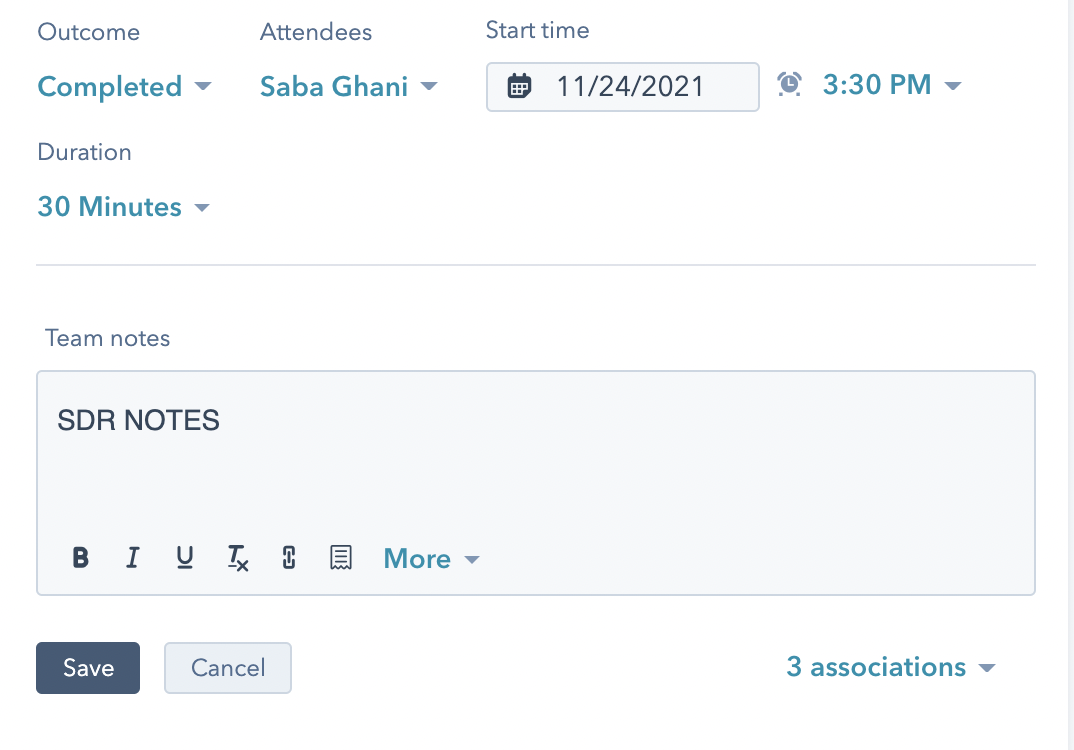 Outcome
Attendees
Start time
Completed
Saba Ghani
11/24/2021
3:30 PM
Duration
30 Minutes
Team notes
SDR NOTES
B I U Tx More
Save
Cancel
3 associations